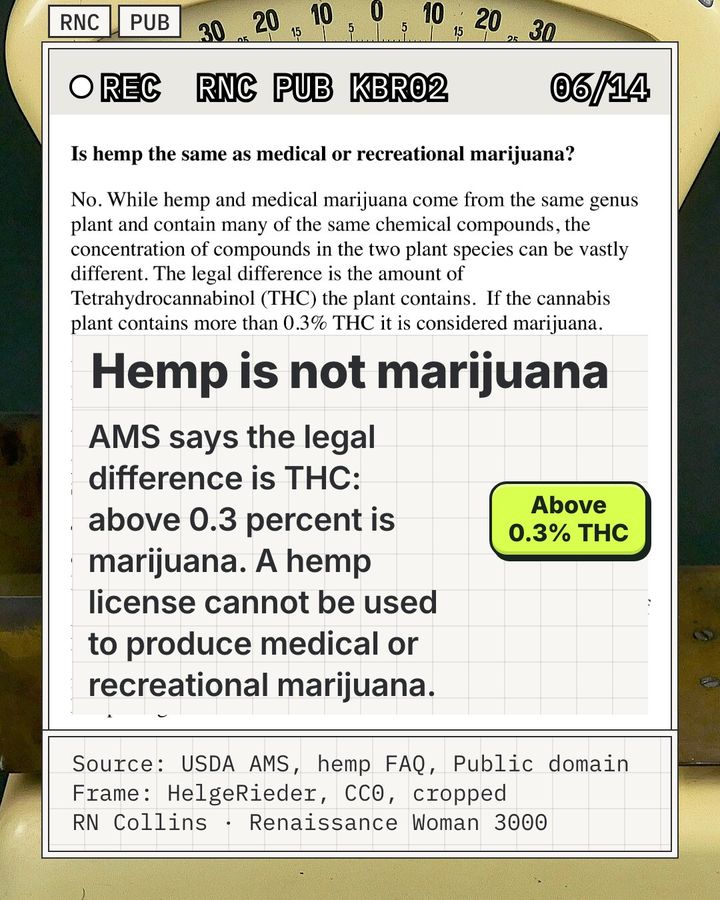 RNC PUB
30 20 15 10 5 0 5 10 15 20 25 30
REC RNC PUB KBR02 06/14
Is hemp the same as medical or recreational marijuana?
No. While hemp and medical marijuana come from the same genus
plant and contain many of the same chemical compounds, the
concentration of compounds in the two plant species can be vastly
different. The legal difference is the amount of
Tetrahydrocannabinol (THC) the plant contains. If the cannabis
plant contains more than 0.3% THC it is considered marijuana.
Hemp is not marijuana
AMS says the legal
difference is THC:
above 0.3 percent is
marijuana. A hemp
license cannot be used
to produce medical or
recreational marijuana.
Above
0.3% THC
Source: USDA AMS, hemp FAQ, Public domain
Frame: HelgeRieder, CC0, cropped
RN Collins · Renaissance Woman 3000